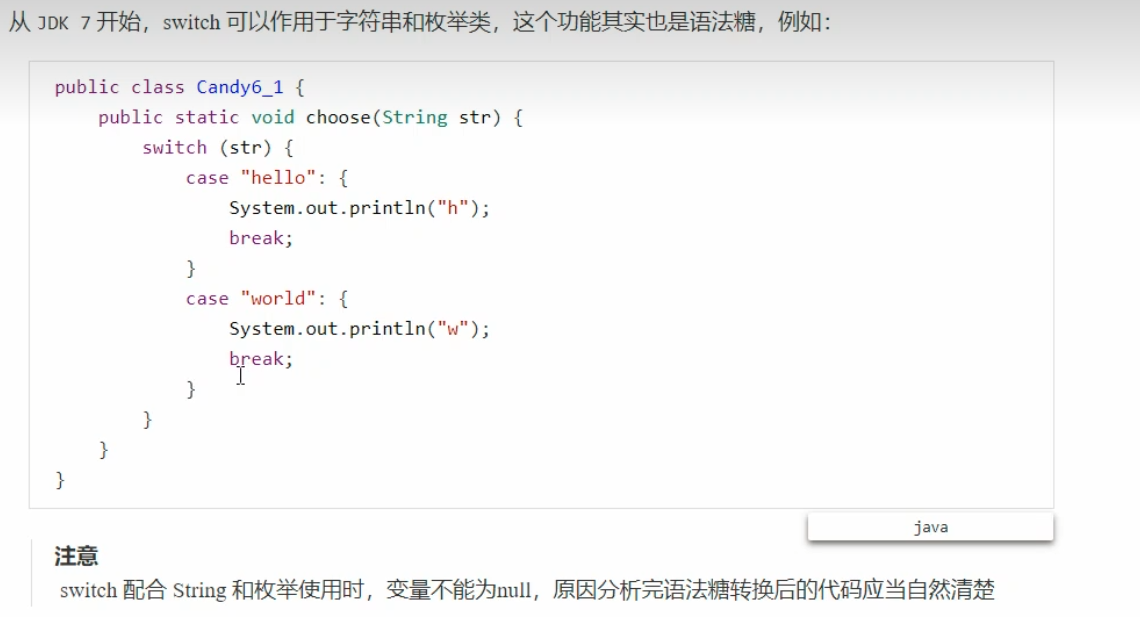 从 JDK 7 开始，switch 可以作用于字符串和枚举类，这个功能其实也是语法糖，例如：
public class Candy6_1 {
    public static void choose(String str) {
        switch (str) {
            case "hello": {
                System.out.println("h");
                break;
            }
            case "world": {
                System.out.println("w");
                break;
            }
        }
    }
}
java
注意
switch 配合 String 和枚举使用时，变量不能为null，原因分析完语法糖转换后的代码应当自然清楚